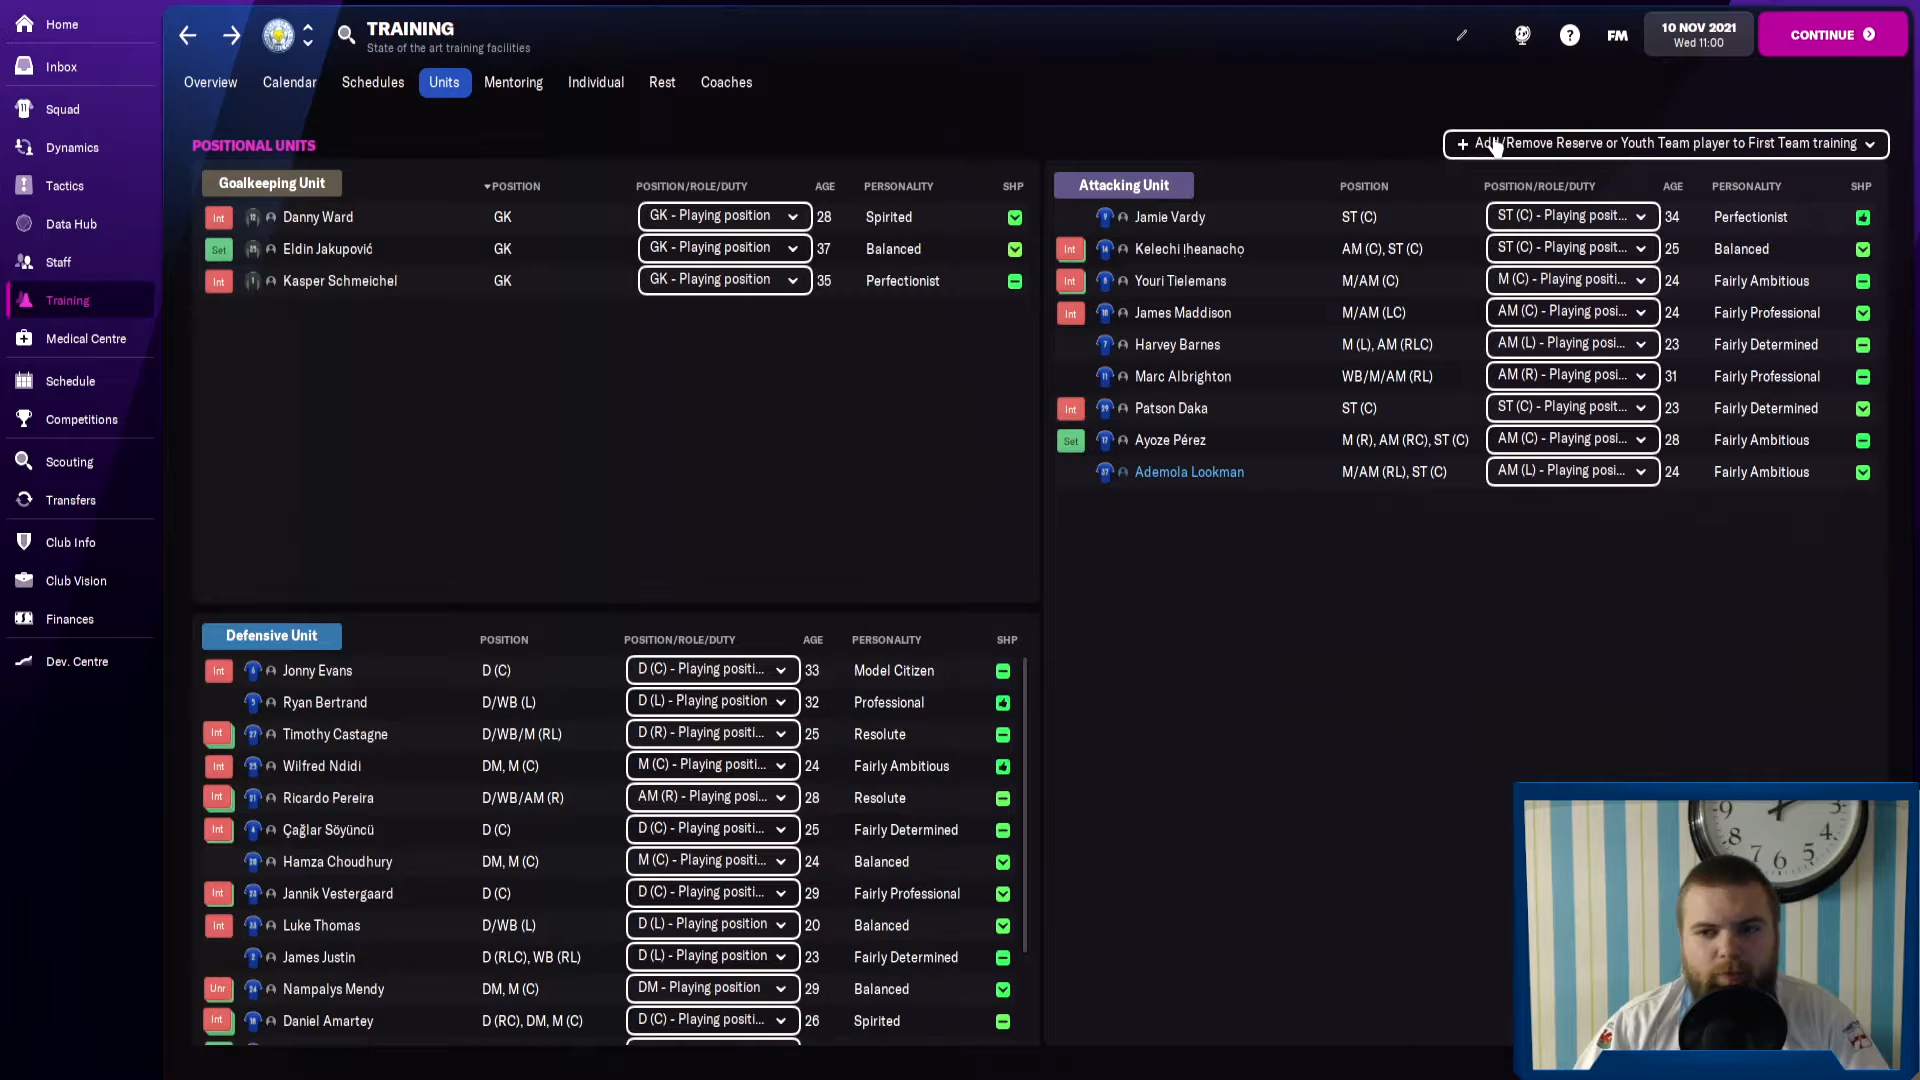 Home
Inbox
Squad
Dynamics
Tactics
Data Hub
Staff
Training
Medical Centre
Schedule
Competitions
Scouting
Transfers
Club Info
Club Vision
Finances
Dev. Centre
TRAINING
State of the art training facilities
FM
10 NOV 2021
Wed 11:00
CONTINUE
Overview Calendar Schedules Units Mentoring Individual Rest Coaches
POSITIONAL UNITS
+ Add/Remove Reserve or Youth Team player to First Team training
Goalkeeping Unit POSITION POSITION/ROLE/DUTY AGE PERSONALITY SHP
Int Danny Ward GK GK - Playing position 28 Spirited
Set Eldin Jakupović GK GK - Playing position 37 Balanced
Int Kasper Schmeichel GK GK - Playing position 35 Perfectionist
Attacking Unit POSITION POSITION/ROLE/DUTY AGE PERSONALITY SHP
Jamie Vardy ST (C) ST (C) - Playing posit... 34 Perfectionist
Int Kelechi Iheanacho AM (C), ST (C) ST (C) - Playing posit... 25 Balanced
Int Youri Tielemans M/AM (C) M (C) - Playing posit... 24 Fairly Ambitious
Int James Maddison M/AM (LC) AM (C) - Playing posi... 24 Fairly Professional
Harvey Barnes M (L), AM (RLC) AM (L) - Playing posi... 23 Fairly Determined
Marc Albrighton WB/M/AM (RL) AM (R) - Playing posi... 31 Fairly Professional
Int Patson Daka ST (C) ST (C) - Playing posit... 23 Fairly Determined
Set Ayoze Pérez M (R), AM (RC), ST (C) AM (C) - Playing posi... 28 Fairly Ambitious
Ademola Lookman M/AM (RL), ST (C) AM (L) - Playing posi... 24 Fairly Ambitious
Defensive Unit POSITION POSITION/ROLE/DUTY AGE PERSONALITY SHP
Int Jonny Evans D (C) D (C) - Playing positi... 33 Model Citizen
Ryan Bertrand D/WB (L) D (L) - Playing position 32 Professional
Int Timothy Castagne D/WB/M (RL) D (R) - Playing positi... 25 Resolute
Int Wilfred Ndidi DM, M (C) M (C) - Playing positi... 24 Fairly Ambitious
Int Ricardo Pereira D/WB/AM (R) AM (R) - Playing posi... 28 Resolute
Int Çağlar Söyüncü D (C) D (C) - Playing positi... 25 Fairly Determined
Hamza Choudhury DM, M (C) M (C) - Playing positi... 24 Balanced
Int Jannik Vestergaard D (C) D (C) - Playing positi... 29 Fairly Professional
Int Luke Thomas D/WB (L) D (L) - Playing position 20 Balanced
James Justin D (RLC), WB (RL) D (L) - Playing position 23 Fairly Determined
Unr Nampalys Mendy DM, M (C) DM - Playing position 29 Balanced
Int Daniel Amartey D (RC), DM, M (C) D (C) - Playing positi... 26 Spirited